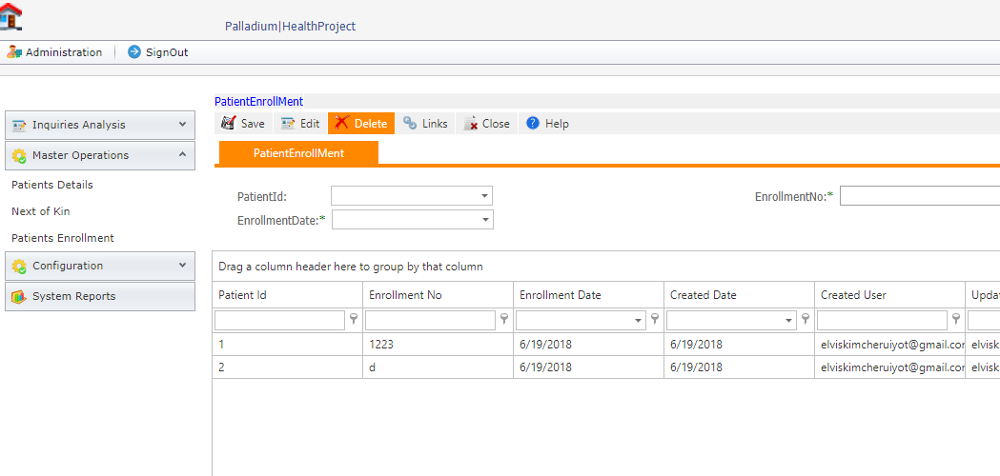 Palladium|HealthProject
Administration SignOut
PatientEnrollMent
Inquiries Analysis
Master Operations
Patients Details
Next of Kin
Patients Enrollment
Configuration
System Reports
Save Edit Delete Links Close Help
PatientEnrollMent
PatientId: EnrollmentNo:*
EnrollmentDate:*
Drag a column header here to group by that column
Patient Id Enrollment No Enrollment Date Created Date Created User Updat
1 1223 6/19/2018 6/19/2018 elviskimcheruiyot@gmail.cor elvisk
2 d 6/19/2018 6/19/2018 elviskimcheruiyot@gmail.cor elvisk